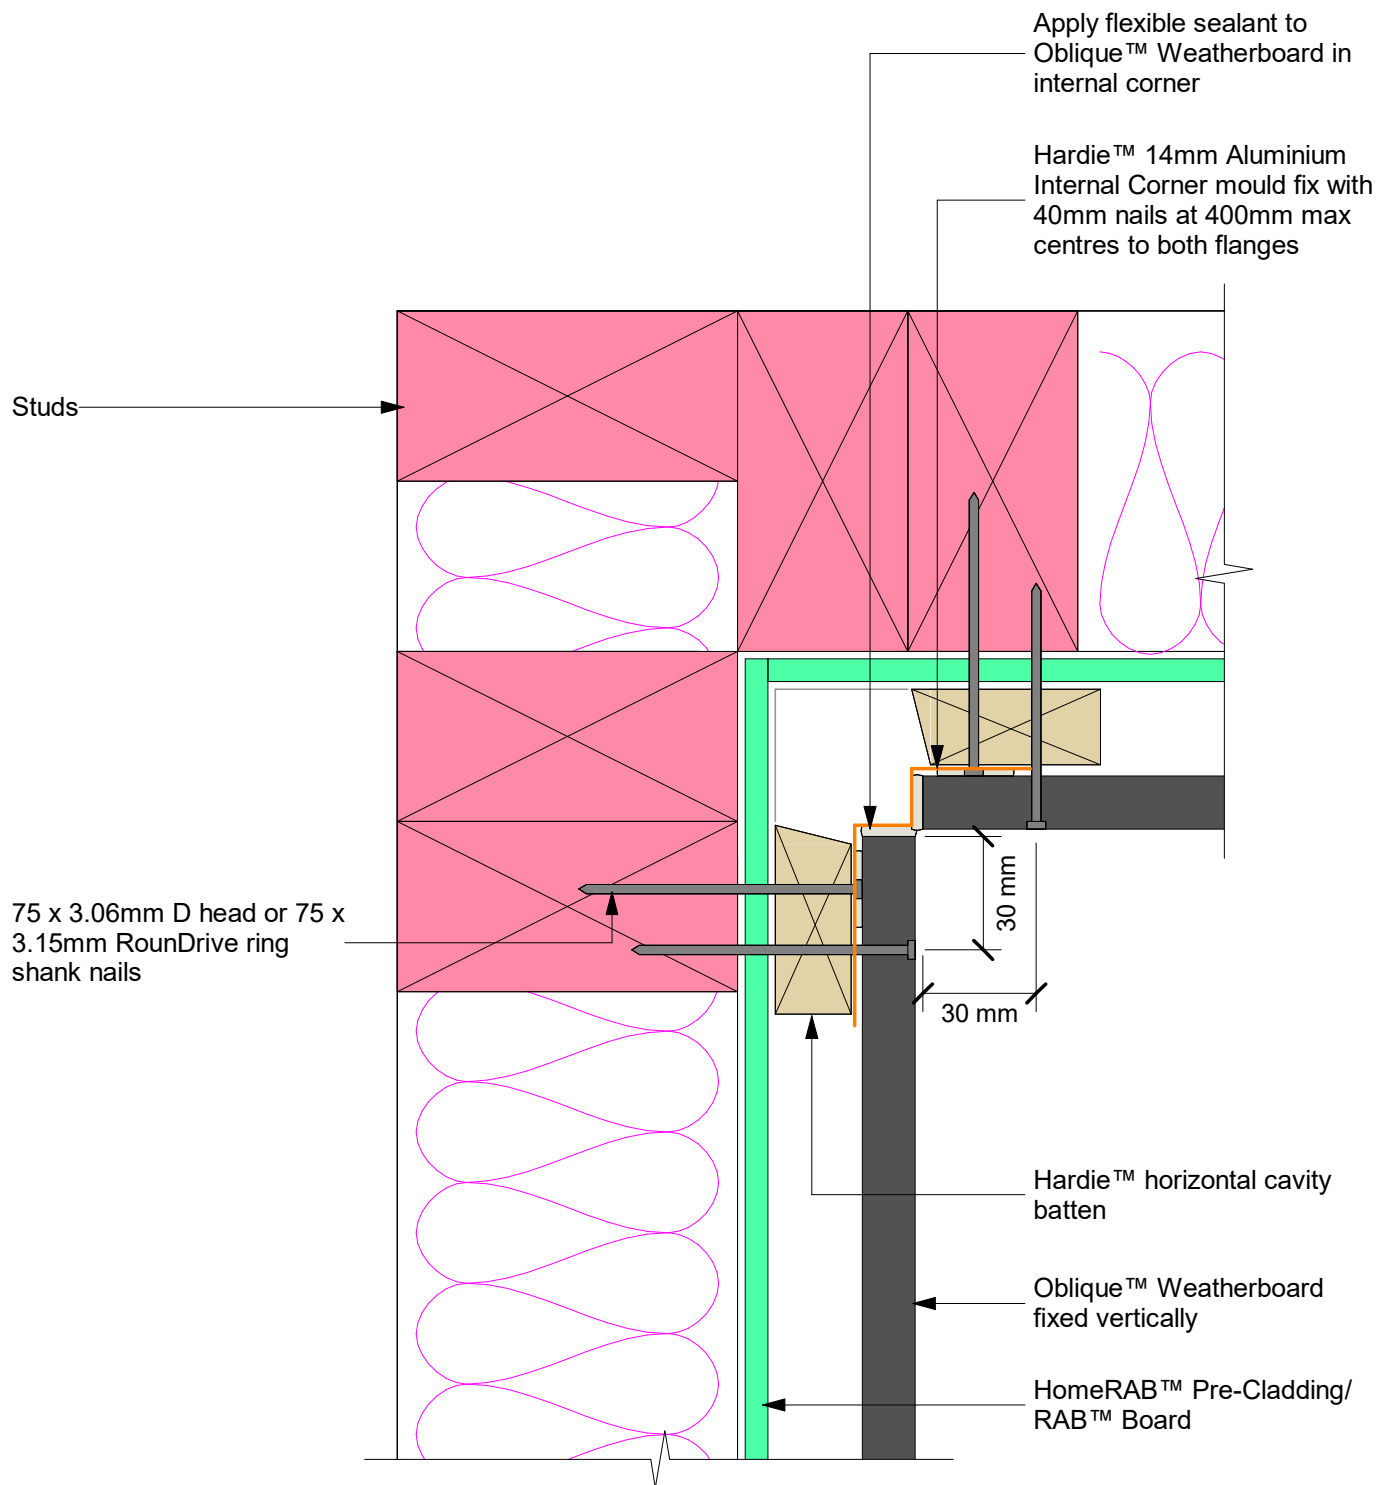 Apply flexible sealant to
Oblique™ Weatherboard in
internal corner
Hardie™ 14mm Aluminium
Internal Corner mould fix with
40mm nails at 400mm max
centres to both flanges
Studs
75 x 3.06mm D head or 75 x
3.15mm RounDrive ring
shank nails
30 mm
30 mm
Hardie™ horizontal cavity
batten
Oblique™ Weatherboard
fixed vertically
HomeRAB™ Pre-Cladding/
RAB™ Board